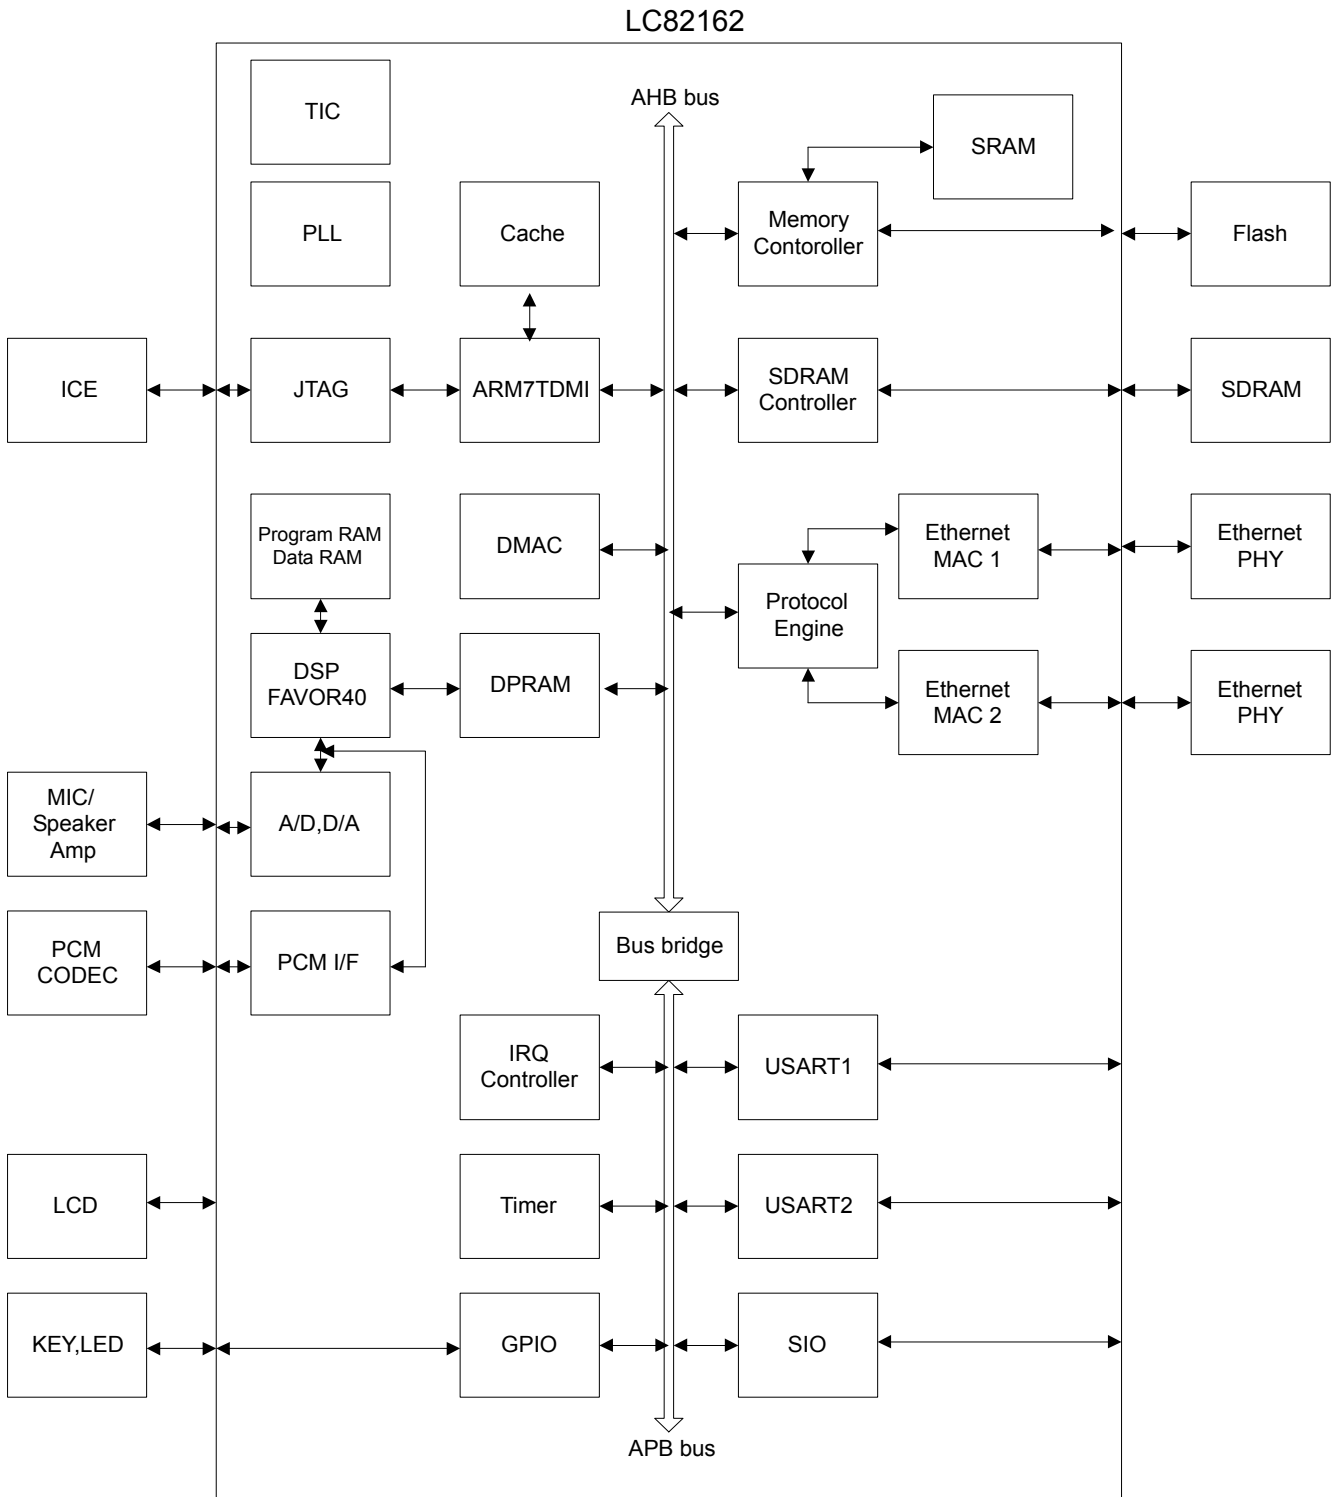 LC82162
TIC
AHB bus
SRAM
PLL
Cache
Memory
Contoroller
Flash
ICE
JTAG
ARM7TDMI
SDRAM
Controller
SDRAM
Program RAM
Data RAM
DMAC
Ethernet
MAC 1
Ethernet
PHY
Protocol
Engine
DSP
FAVOR40
DPRAM
Ethernet
MAC 2
Ethernet
PHY
MIC/
Speaker
Amp
A/D,D/A
PCM
CODEC
PCM I/F
Bus bridge
IRQ
Controller
USART1
LCD
Timer
USART2
KEY,LED
GPIO
SIO
APB bus